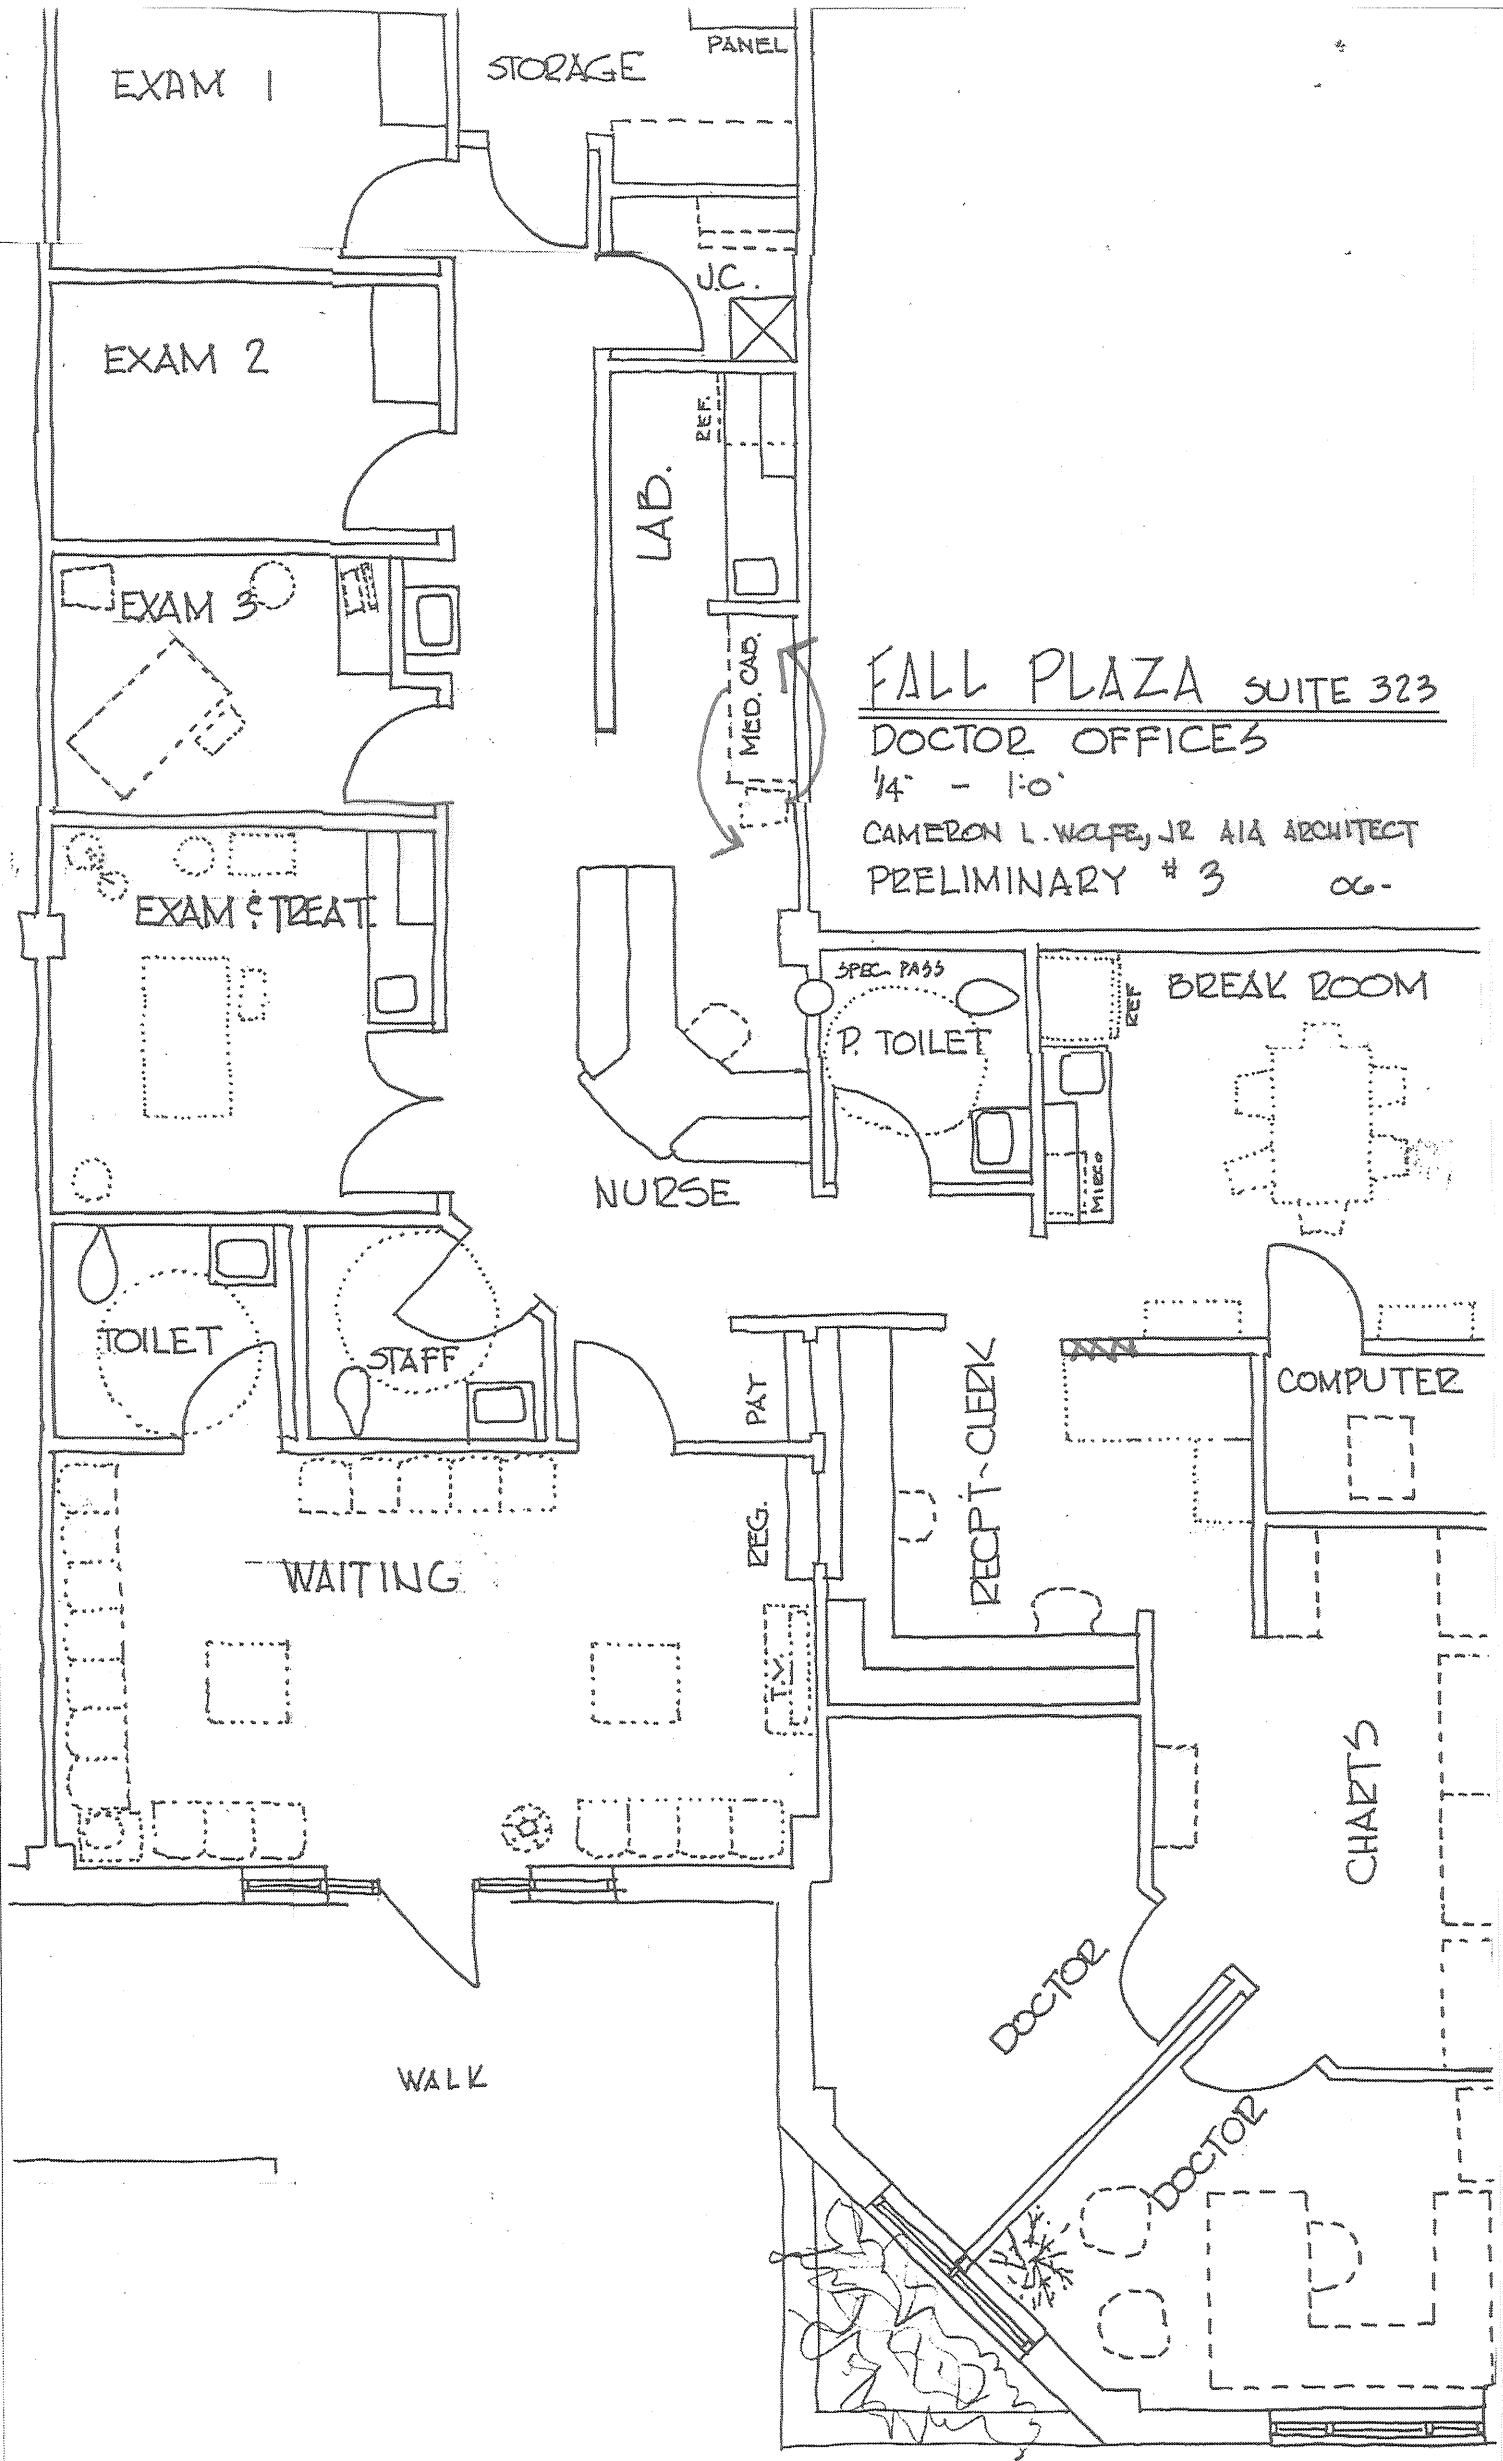 PANEL
STORAGE
EXAM 1
J.C.
EXAM 2
REF.
LAB.
EXAM 3
MED. CAB.
FALL PLAZA SUITE 323
DOCTOR OFFICES
1/4" - 1'-0"
CAMERON L. WOLFE, JR AIA ARCHITECT
PRELIMINARY #3 06-
EXAM & TREAT.
SPEC. PASS
P. TOILET
REF
BREAK ROOM
MIRCO
NURSE
TOILET
STAFF
PAT
RECPT-CLERK
COMPUTER
REG.
WAITING
T.V.
CHARTS
DOCTOR
WALK
DOCTOR